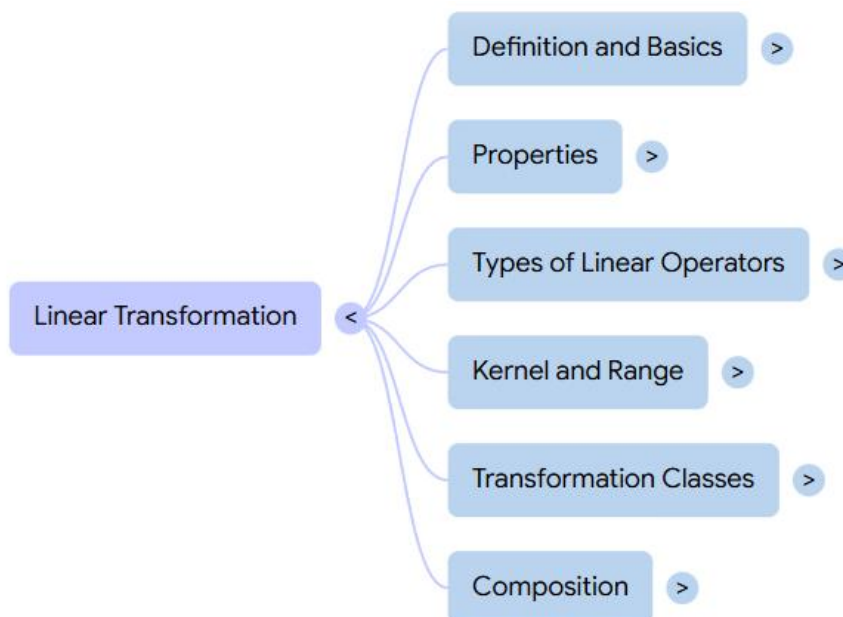 Definition and Basics >
Properties >
Types of Linear Operators >
Linear Transformation <
Kernel and Range >
Transformation Classes >
Composition >